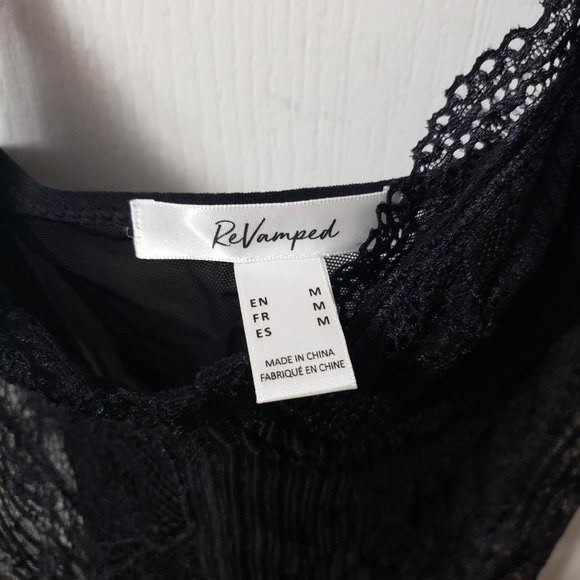 ReVamped
EN M
FR M
ES M
MADE IN CHINA
FABRIQUÉ EN CHINE